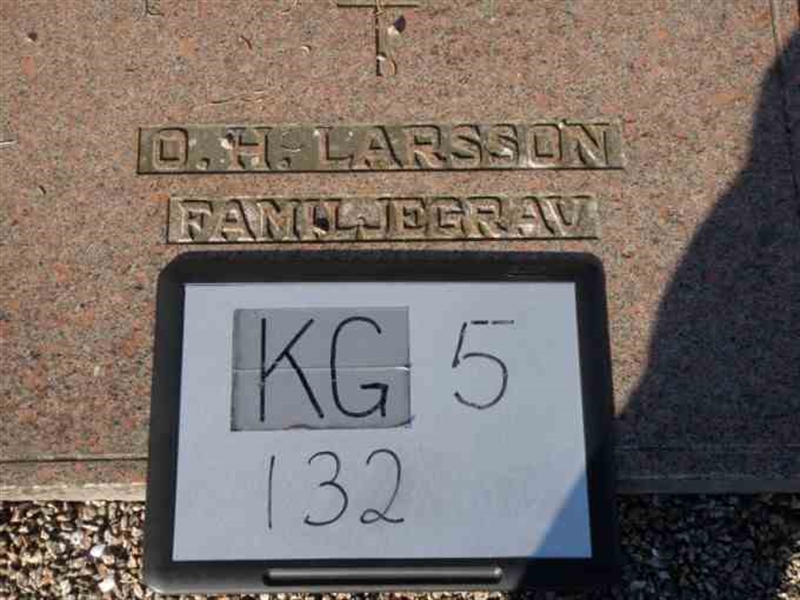 O. H. LARSSON
FAMILJEGRAV
KG 5
132